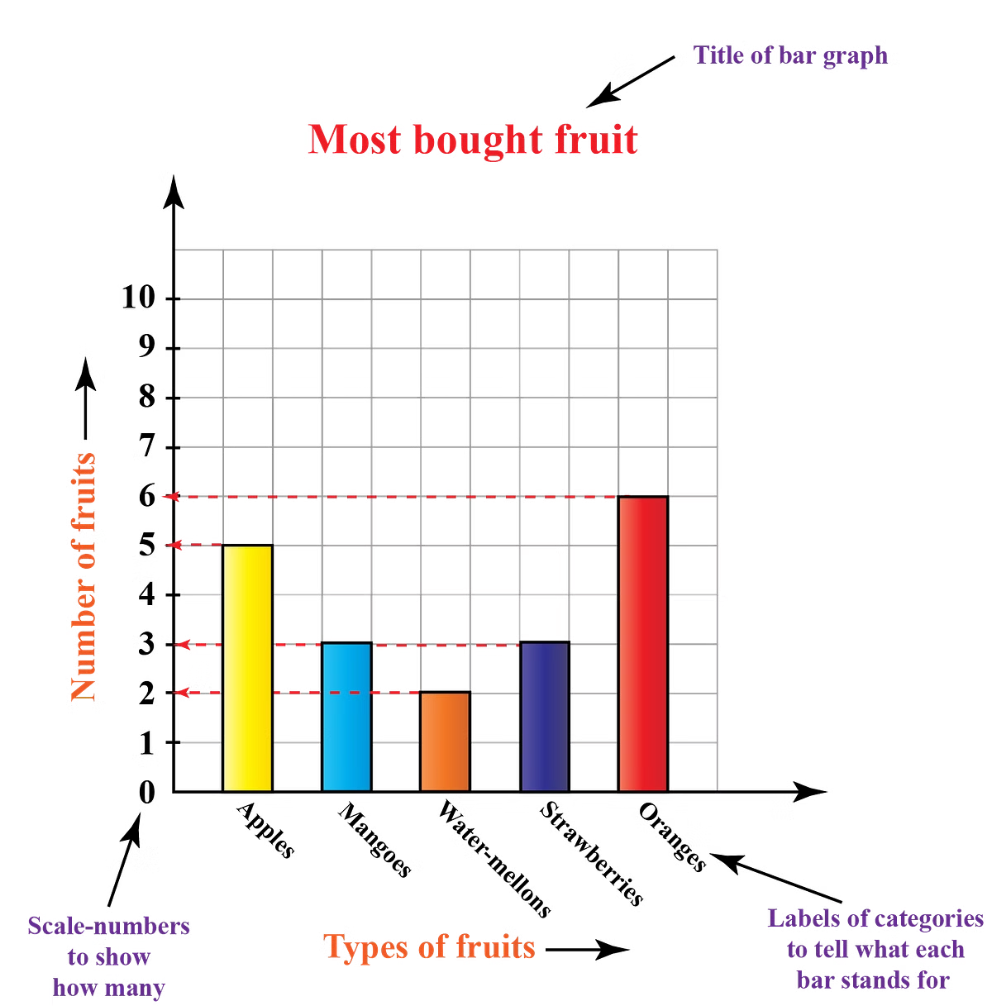 Title of bar graph
Most bought fruit
10
9
8
7
6
5
4
3
2
1
0
Number of fruits
Apples
Mangoes
Water-mellons
Strawberries
Oranges
Types of fruits
Scale-numbers
to show
how many
Labels of categories
to tell what each
bar stands for